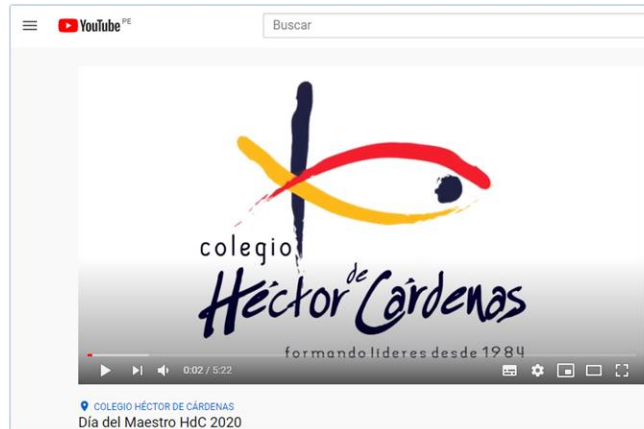 YouTube PE
Buscar
colegio
Héctor de Cárdenas
formando líderes desde 1984
0:02 / 5:22
COLEGIO HÉCTOR DE CÁRDENAS
Día del Maestro HdC 2020